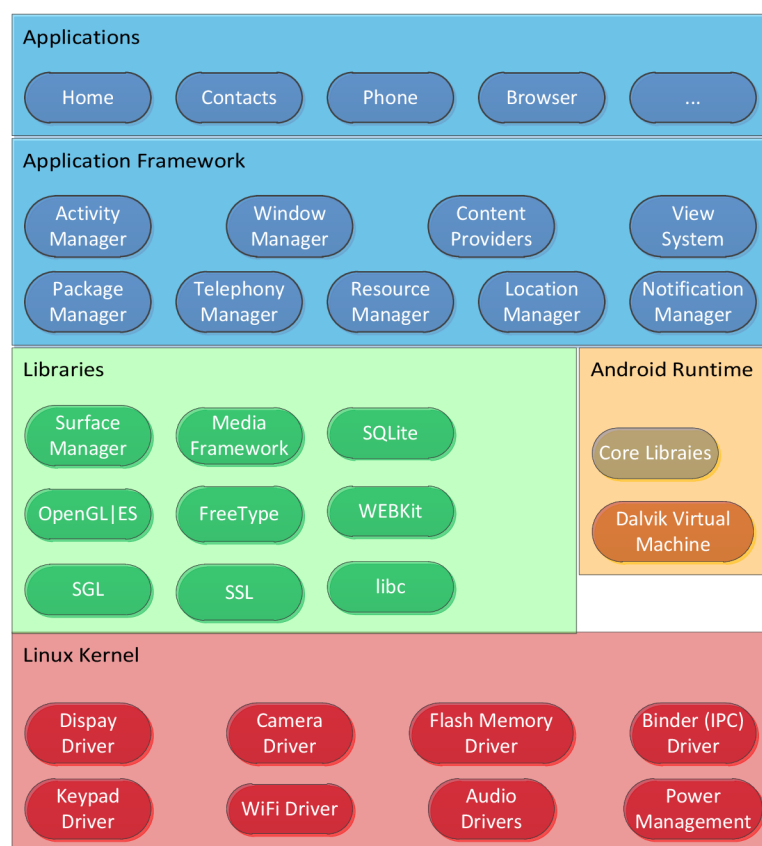 Applications
Home
Contacts
Phone
Browser
...
Application Framework
Activity
Manager
Window
Manager
Content
Providers
View
System
Package
Manager
Telephony
Manager
Resource
Manager
Location
Manager
Notification
Manager
Libraries
Surface
Manager
Media
Framework
SQLite
OpenGL|ES
FreeType
WEBKit
SGL
SSL
libc
Android Runtime
Core Libraies
Dalvik Virtual
Machine
Linux Kernel
Dispay
Driver
Camera
Driver
Flash Memory
Driver
Binder (IPC)
Driver
Keypad
Driver
WiFi Driver
Audio
Drivers
Power
Management